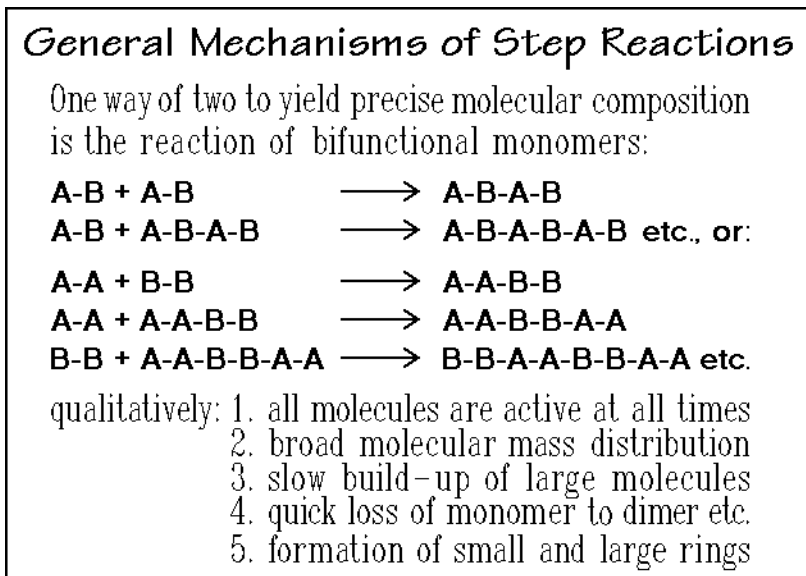 General Mechanisms of Step Reactions
One way of two to yield precise molecular composition
is the reaction of bifunctional monomers:
A-B + A-B ⟶ A-B-A-B
A-B + A-B-A-B ⟶ A-B-A-B-A-B etc., or:
A-A + B-B ⟶ A-A-B-B
A-A + A-A-B-B ⟶ A-A-B-B-A-A
B-B + A-A-B-B-A-A ⟶ B-B-A-A-B-B-A-A etc.
qualitatively: 1. all molecules are active at all times
2. broad molecular mass distribution
3. slow build-up of large molecules
4. quick loss of monomer to dimer etc.
5. formation of small and large rings